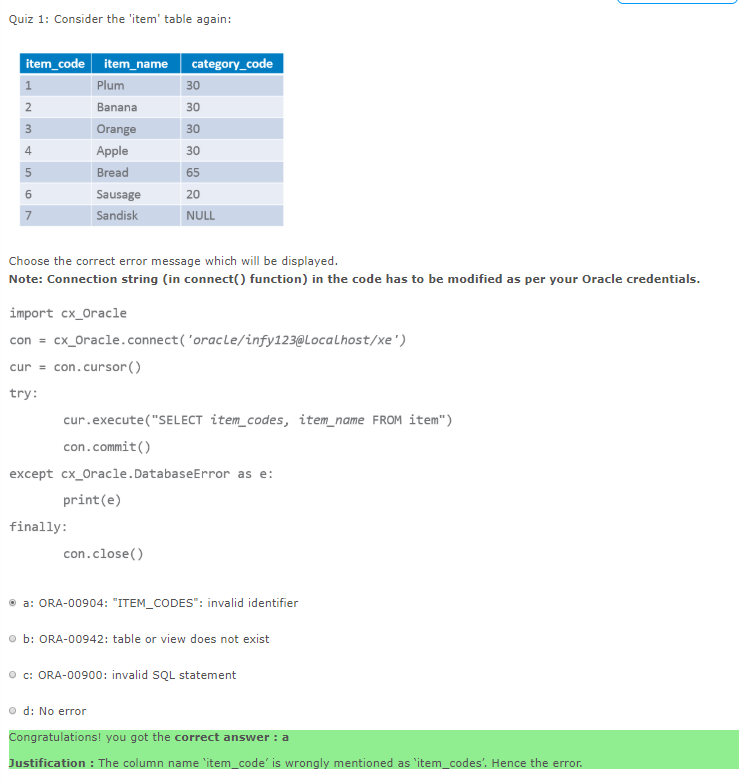 Quiz 1: Consider the 'item' table again:
item_code item_name category_code
1 Plum 30
2 Banana 30
3 Orange 30
4 Apple 30
5 Bread 65
6 Sausage 20
7 Sandisk NULL
Choose the correct error message which will be displayed.
Note: Connection string (in connect() function) in the code has to be modified as per your Oracle credentials.
import cx_Oracle
con = cx_Oracle.connect('oracle/infy123@localhost/xe')
cur = con.cursor()
try:
cur.execute("SELECT item_codes, item_name FROM item")
con.commit()
except cx_Oracle.DatabaseError as e:
print(e)
finally:
con.close()
a: ORA-00904: "ITEM_CODES": invalid identifier
b: ORA-00942: table or view does not exist
c: ORA-00900: invalid SQL statement
d: No error
Congratulations! you got the correct answer : a
Justification : The column name 'item_code' is wrongly mentioned as 'item_codes'. Hence the error.